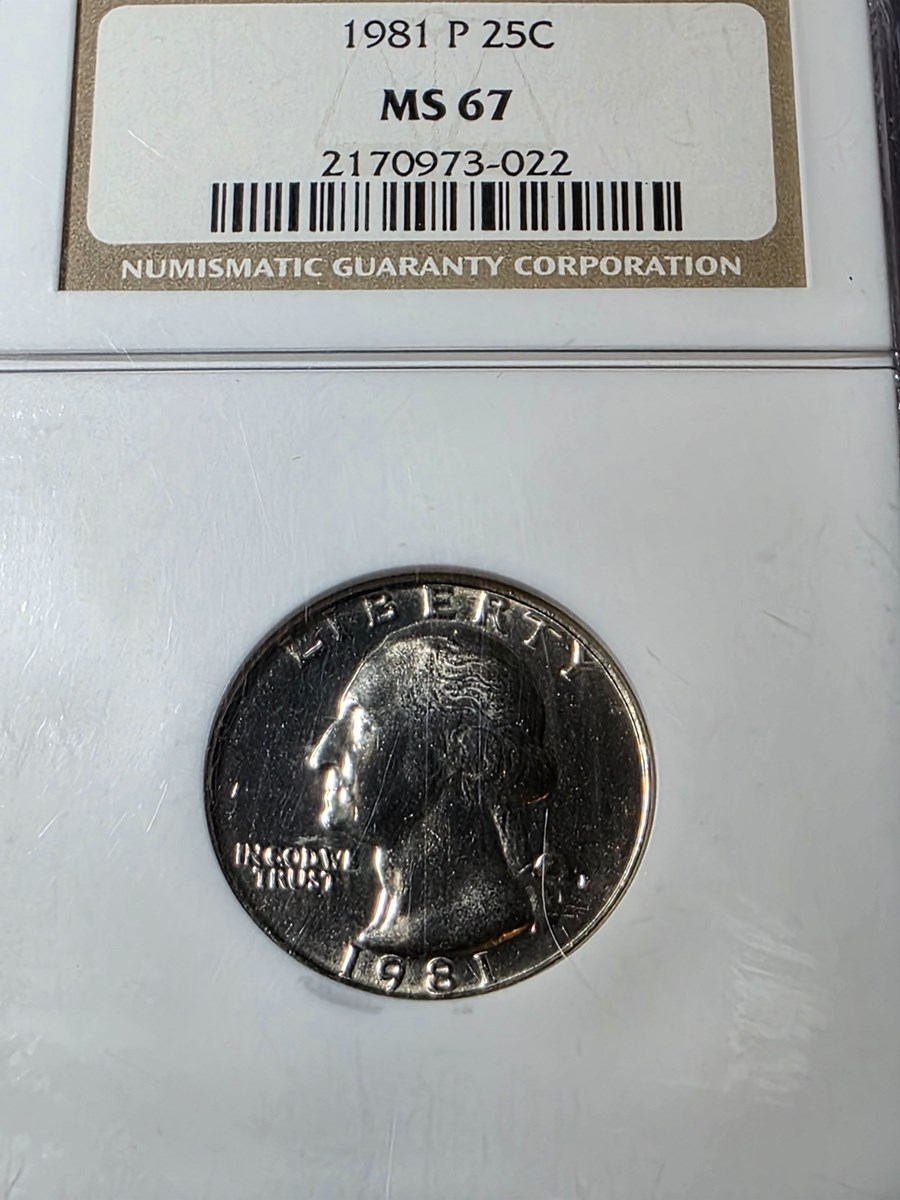 1981 P 25C
MS 67
2170973-022
NUMISMATIC GUARANTY CORPORATION
LIBERTY
IN GOD WE
TRUST
P
1981